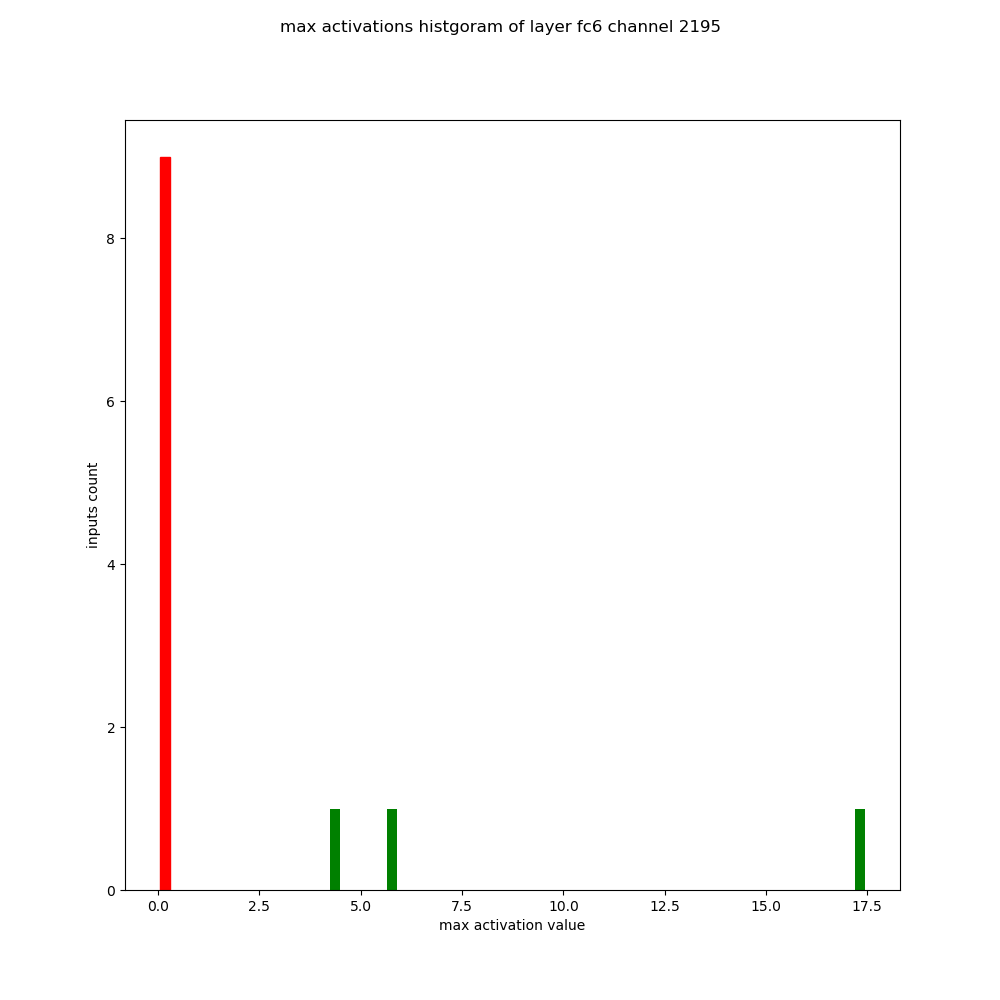 max activations histgoram of layer fc6 channel 2195
8
6
4
2
0
inputs count
0.0 2.5 5.0 7.5 10.0 12.5 15.0 17.5
max activation value